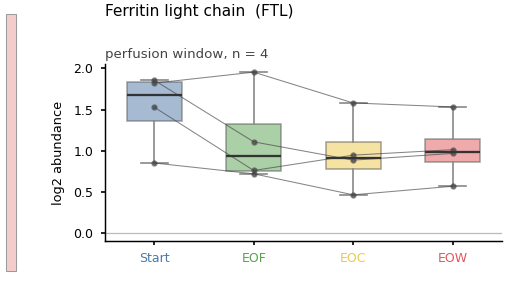 Ferritin light chain  (FTL)
perfusion window, n = 4
log2 abundance
2.0
1.5
1.0
0.5
0.0
Start EOF EOC EOW